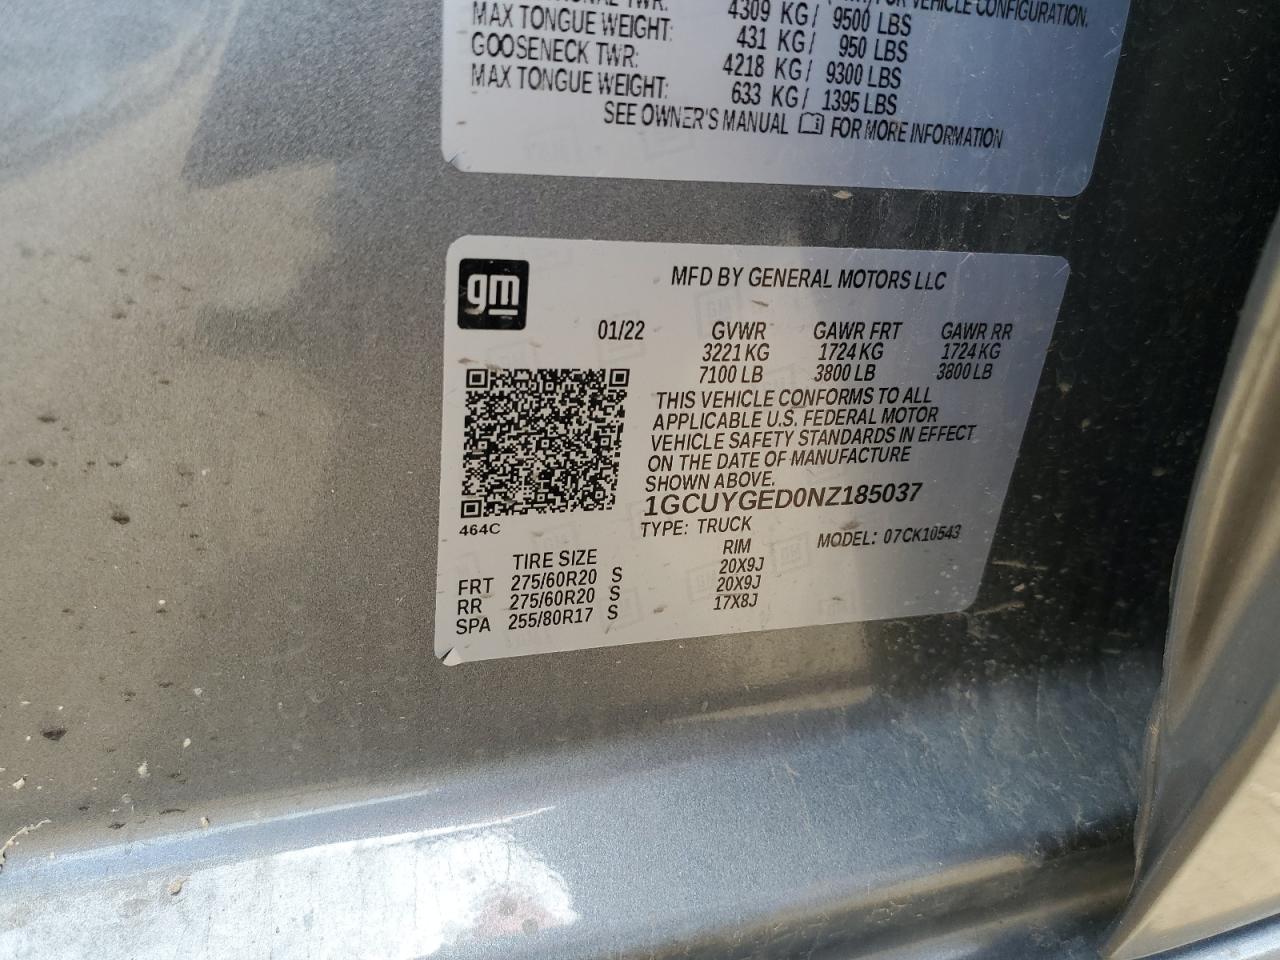 TWR: 4309 KG/ 9500 LBS FOR VEHICLE CONFIGURATION.
MAX TONGUE WEIGHT: 431 KG/ 950 LBS
GOOSENECK TWR: 4218 KG/ 9300 LBS
MAX TONGUE WEIGHT: 633 KG/ 1395 LBS
SEE OWNER'S MANUAL FOR MORE INFORMATION
gm
MFD BY GENERAL MOTORS LLC
01/22 GVWR GAWR FRT GAWR RR
3221 KG 1724 KG 1724 KG
7100 LB 3800 LB 3800 LB
THIS VEHICLE CONFORMS TO ALL
APPLICABLE U.S. FEDERAL MOTOR
VEHICLE SAFETY STANDARDS IN EFFECT
ON THE DATE OF MANUFACTURE
SHOWN ABOVE.
1GCUYGED0NZ185037
464C
TYPE: TRUCK MODEL: 07CK10543
TIRE SIZE RIM
FRT 275/60R20 S 20X9J
RR 275/60R20 S 20X9J
SPA 255/80R17 S 17X8J